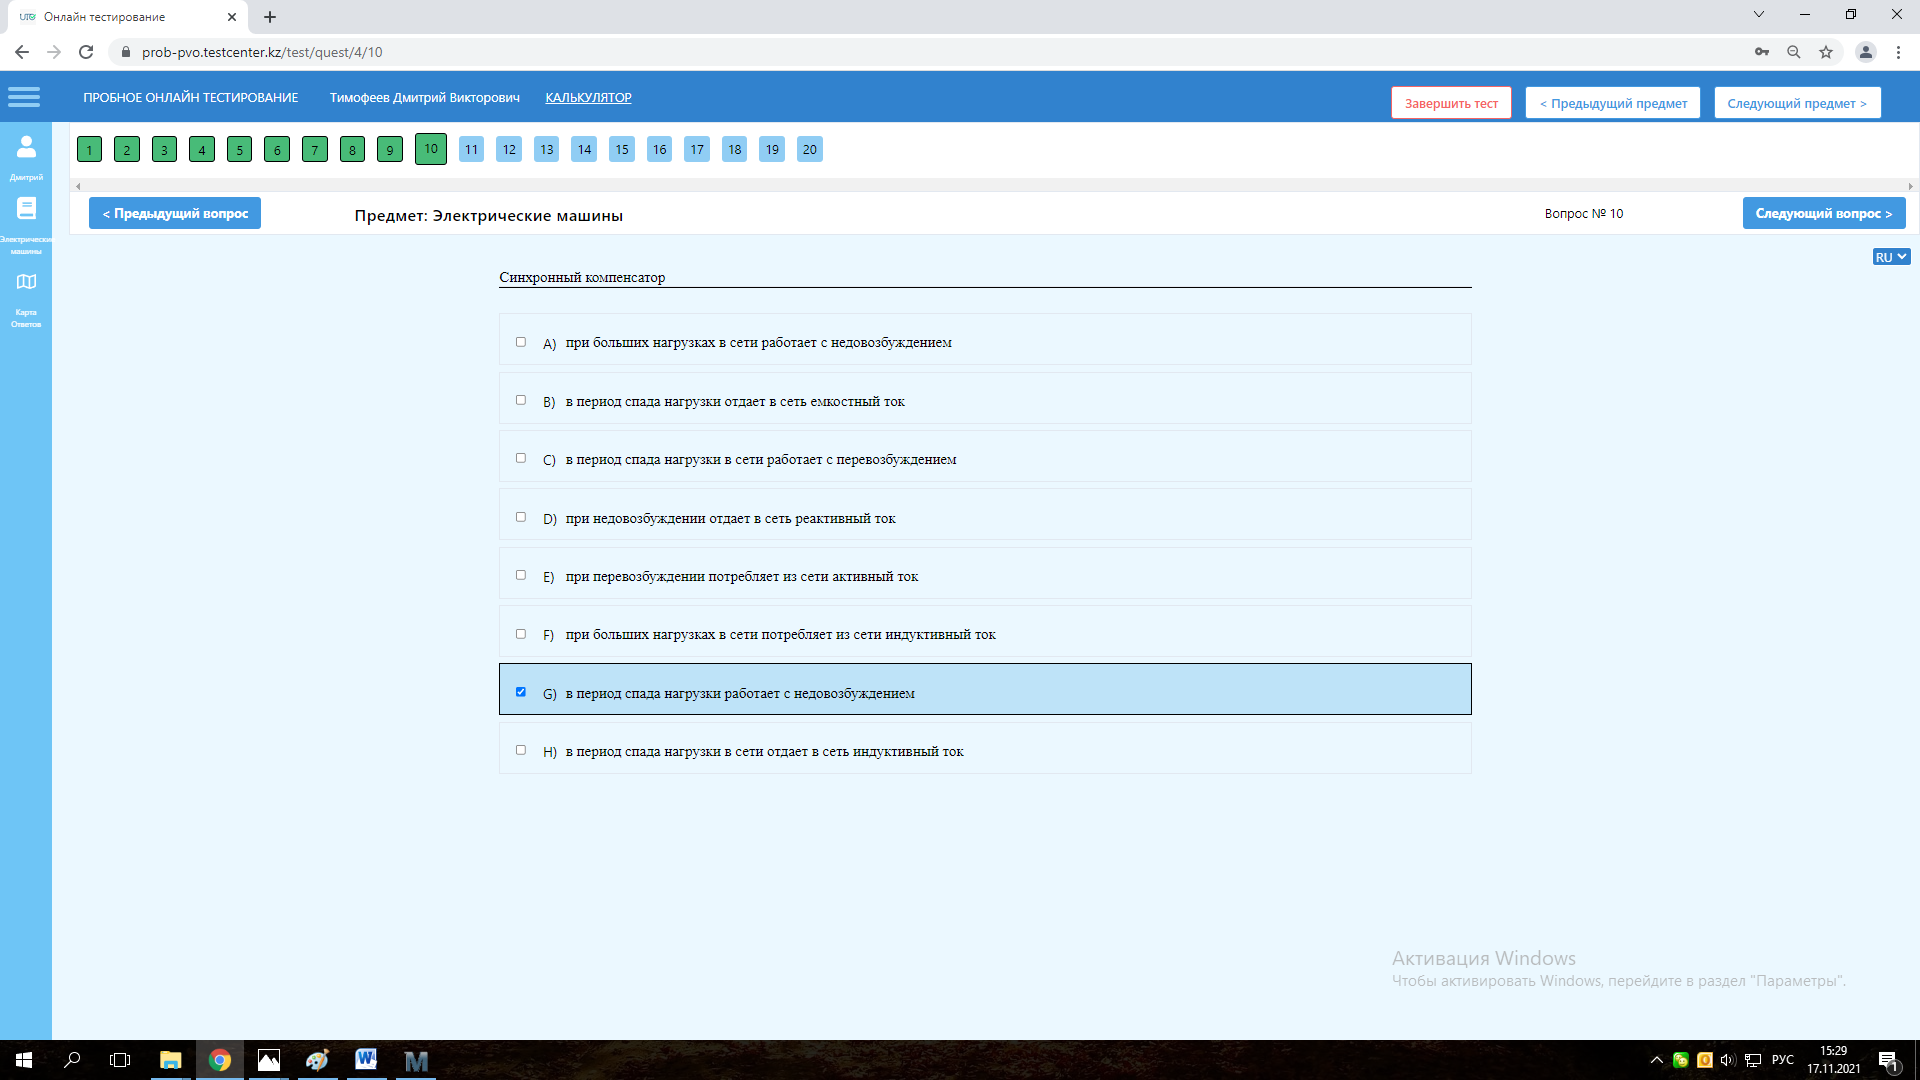 Онлайн тестирование
prob-pvo.testcenter.kz/test/quest/4/10
ПРОБНОЕ ОНЛАЙН ТЕСТИРОВАНИЕ Тимофеев Дмитрий Викторович КАЛЬКУЛЯТОР
Завершить тест < Предыдущий предмет Следующий предмет >
Дмитрий
Электрические машины
Карта
Ответов
1 2 3 4 5 6 7 8 9 10 11 12 13 14 15 16 17 18 19 20
< Предыдущий вопрос Предмет: Электрические машины Вопрос № 10 Следующий вопрос >
RU
Синхронный компенсатор
A) при больших нагрузках в сети работает с недовозбуждением
B) в период спада нагрузки отдает в сеть емкостный ток
C) в период спада нагрузки в сети работает с перевозбуждением
D) при недовозбуждении отдает в сеть реактивный ток
E) при перевозбуждении потребляет из сети активный ток
F) при больших нагрузках в сети потребляет из сети индуктивный ток
G) в период спада нагрузки работает с недовозбуждением
H) в период спада нагрузки в сети отдает в сеть индуктивный ток
Активация Windows
Чтобы активировать Windows, перейдите в раздел "Параметры".
РУС
15:29
17.11.2021
1